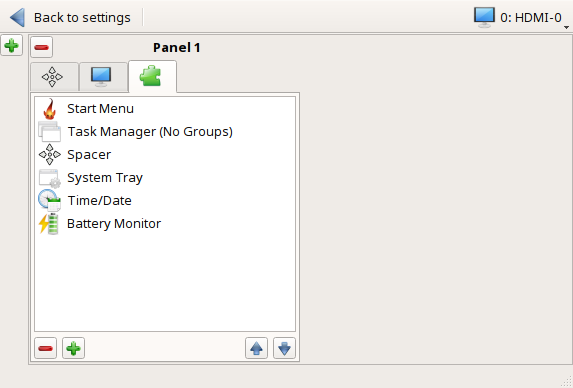 Back to settings
0: HDMI-0
Panel 1
Start Menu
Task Manager (No Groups)
Spacer
System Tray
Time/Date
Battery Monitor